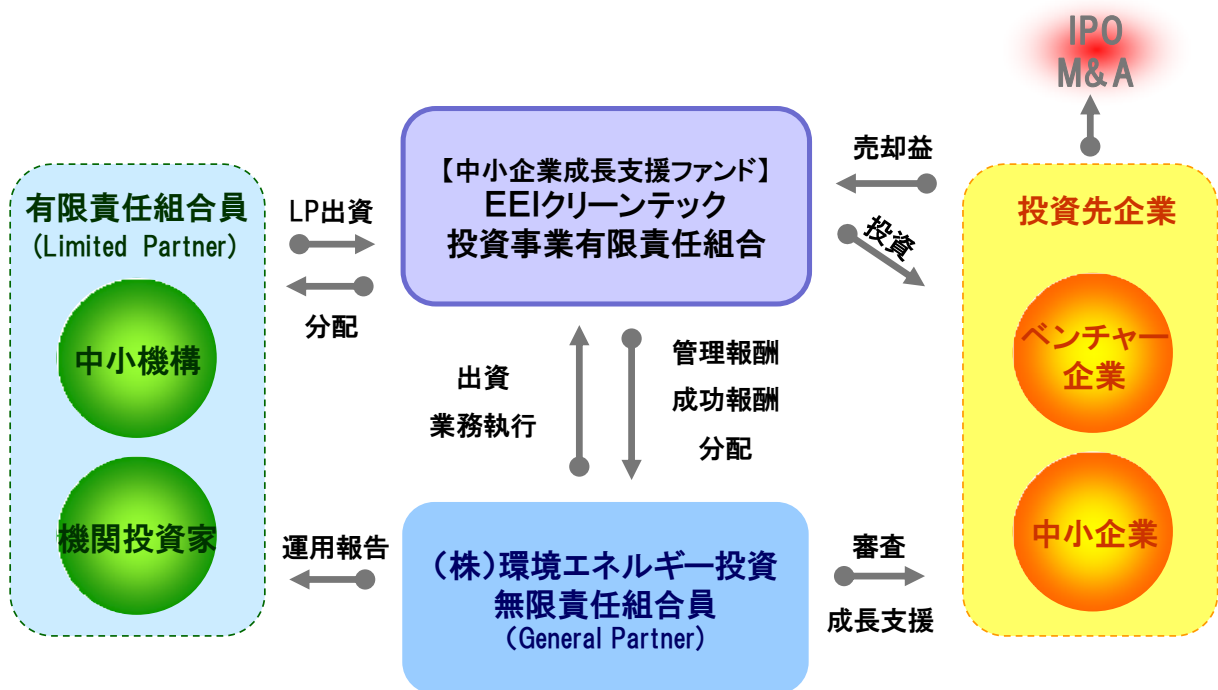 IPO
M&A
【中小企業成長支援ファンド】
EEIクリーンテック
投資事業有限責任組合
売却益
投資
有限責任組合員
(Limited Partner)
中小機構
機関投資家
LP出資
分配
投資先企業
ベンチャー
企業
中小企業
出資
業務執行
管理報酬
成功報酬
分配
運用報告
（株）環境エネルギー投資
無限責任組合員
(General Partner)
審査
成長支援